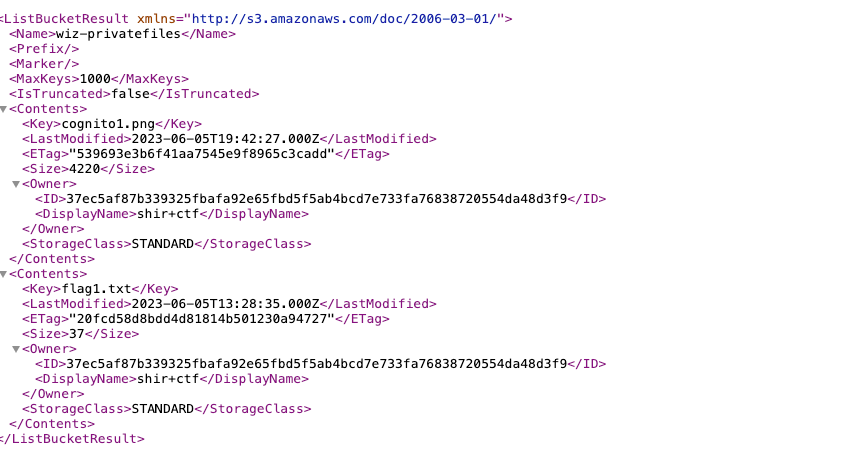 <ListBucketResult xmlns="http://s3.amazonaws.com/doc/2006-03-01/">
<Name>wiz-privatefiles</Name>
<Prefix/>
<Marker/>
<MaxKeys>1000</MaxKeys>
<IsTruncated>false</IsTruncated>
<Contents>
<Key>cognito1.png</Key>
<LastModified>2023-06-05T19:42:27.000Z</LastModified>
<ETag>"539693e3b6f41aa7545e9f8965c3cadd"</ETag>
<Size>4220</Size>
<Owner>
<ID>37ec5af87b339325fbafa92e65fbd5f5ab4bcd7e733fa76838720554da48d3f9</ID>
<DisplayName>shir+ctf</DisplayName>
</Owner>
<StorageClass>STANDARD</StorageClass>
</Contents>
<Contents>
<Key>flag1.txt</Key>
<LastModified>2023-06-05T13:28:35.000Z</LastModified>
<ETag>"20fcd58d8bdd4d81814b501230a94727"</ETag>
<Size>37</Size>
<Owner>
<ID>37ec5af87b339325fbafa92e65fbd5f5ab4bcd7e733fa76838720554da48d3f9</ID>
<DisplayName>shir+ctf</DisplayName>
</Owner>
<StorageClass>STANDARD</StorageClass>
</Contents>
</ListBucketResult>